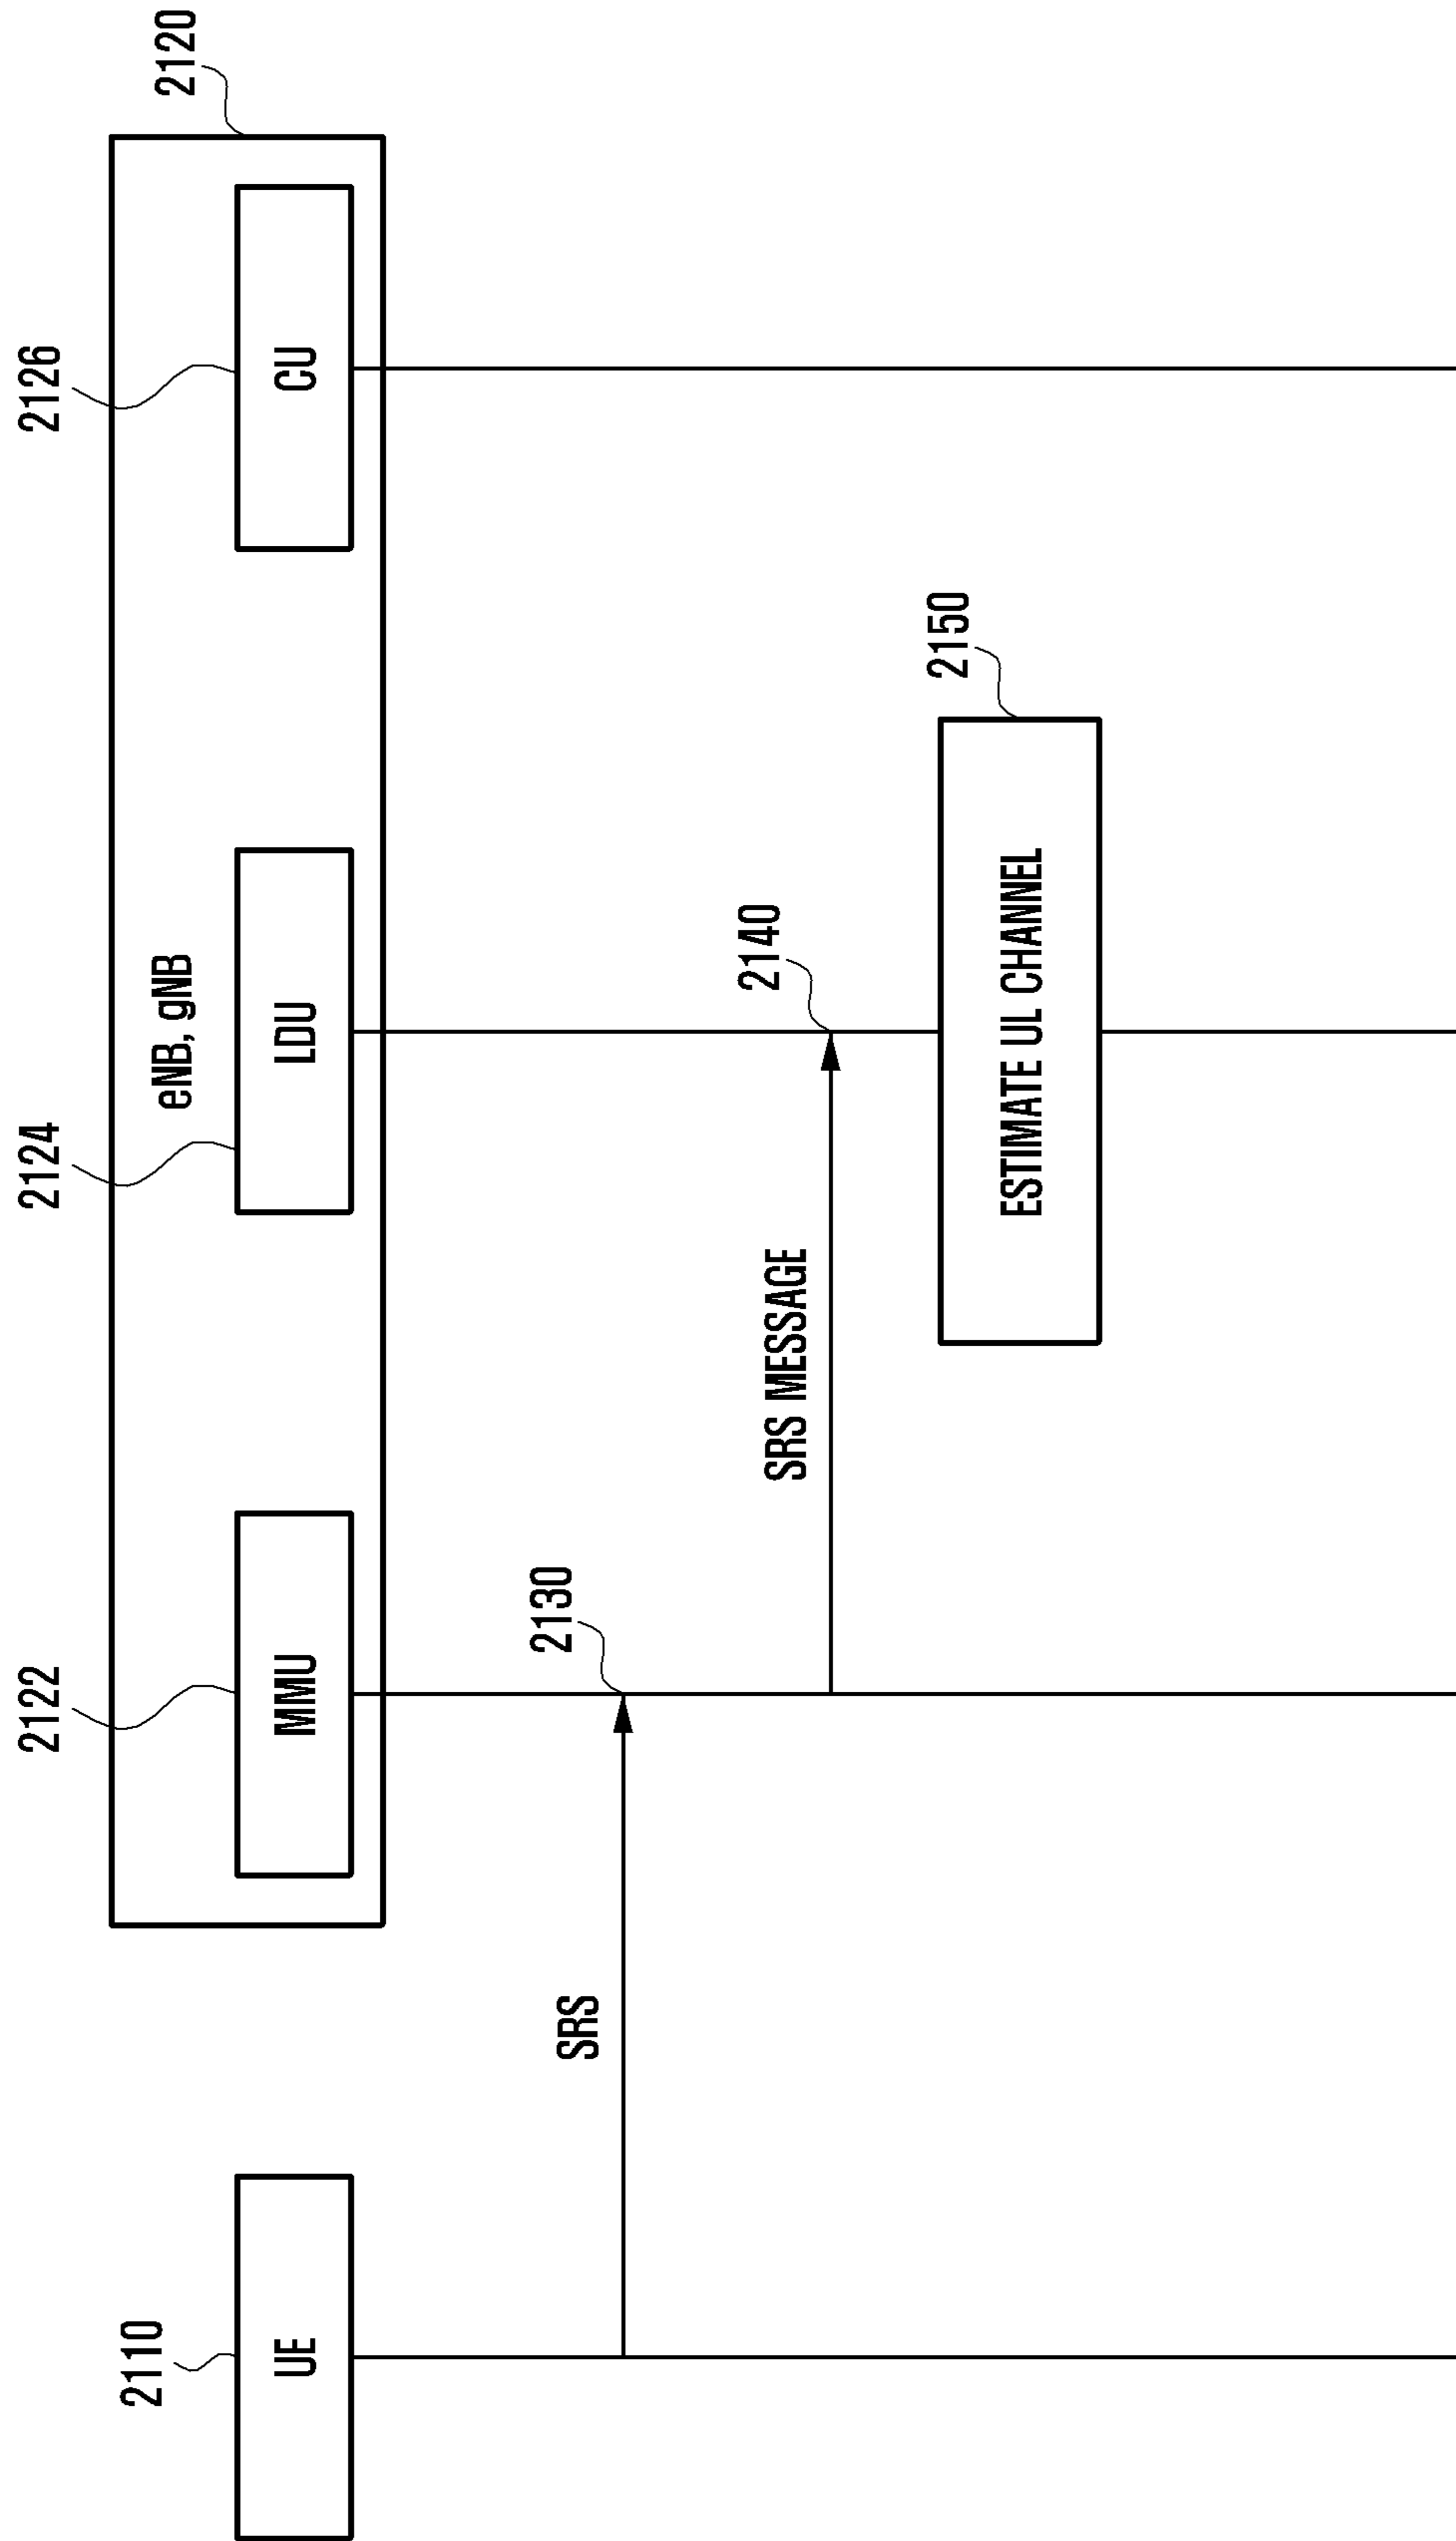 2110
UE
2120
eNB, gNB
2122
MMU
2124
LDU
2126
CU
SRS
2130
SRS MESSAGE
2140
ESTIMATE UL CHANNEL
2150